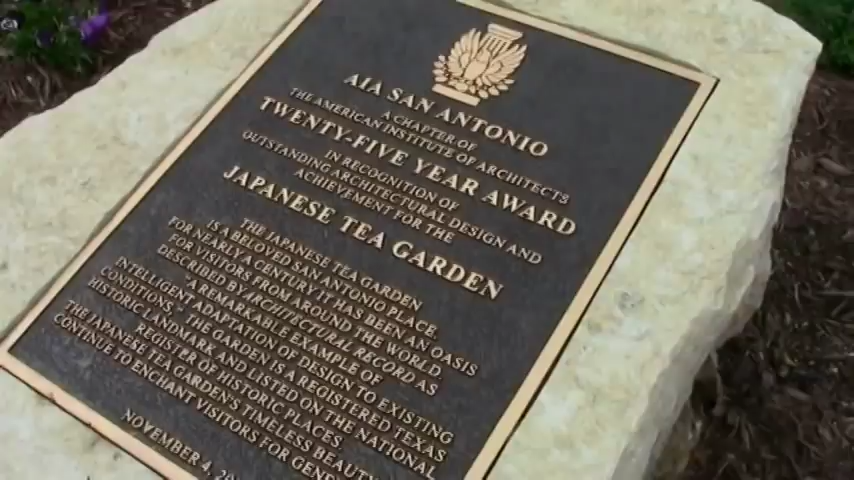 AIA SAN ANTONIO
A CHAPTER OF
THE AMERICAN INSTITUTE OF ARCHITECTS
TWENTY-FIVE YEAR AWARD
IN RECOGNITION OF
OUTSTANDING ARCHITECTURAL DESIGN AND
ACHIEVEMENT FOR THE
JAPANESE TEA GARDEN
THE JAPANESE TEA GARDEN
IS A BELOVED SAN ANTONIO PLACE.
FOR NEARLY A CENTURY IT HAS BEEN AN OASIS
FOR VISITORS FROM AROUND THE WORLD.
DESCRIBED BY ARCHITECTURAL RECORD AS
"A REMARKABLE EXAMPLE OF
INTELLIGENT ADAPTATION OF DESIGN TO EXISTING
CONDITIONS" THE GARDEN IS A REGISTERED TEXAS
HISTORIC LANDMARK AND LISTED ON THE NATIONAL
REGISTER OF HISTORIC PLACES.
THE JAPANESE TEA GARDEN'S TIMELESS BEAUTY
CONTINUE TO ENCHANT VISITORS FOR
NOVEMBER 4,